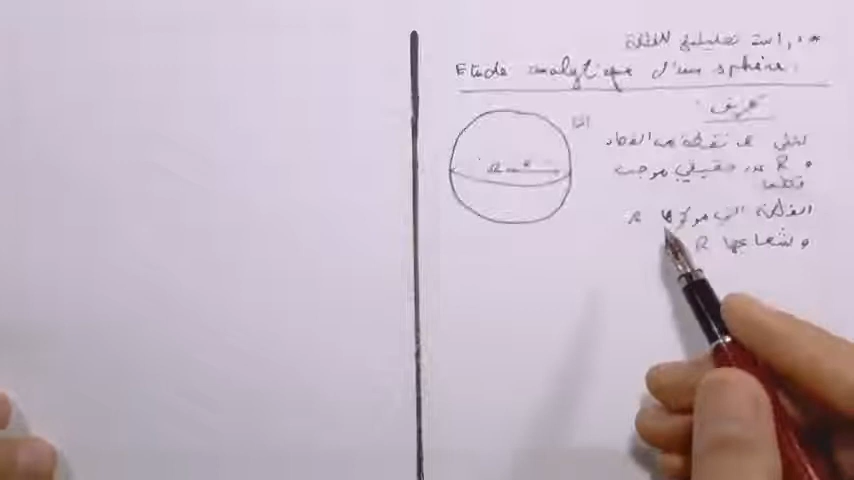 * دراسة تحليلية للفلكة
Etude analytique d'une sphère.
تعريف
لتكن Ω نقطة من الفضاء
و R عدد حقيقي موجب
قطعا
الفلكة التي مركزها Ω
و شعاعها R
Ω R